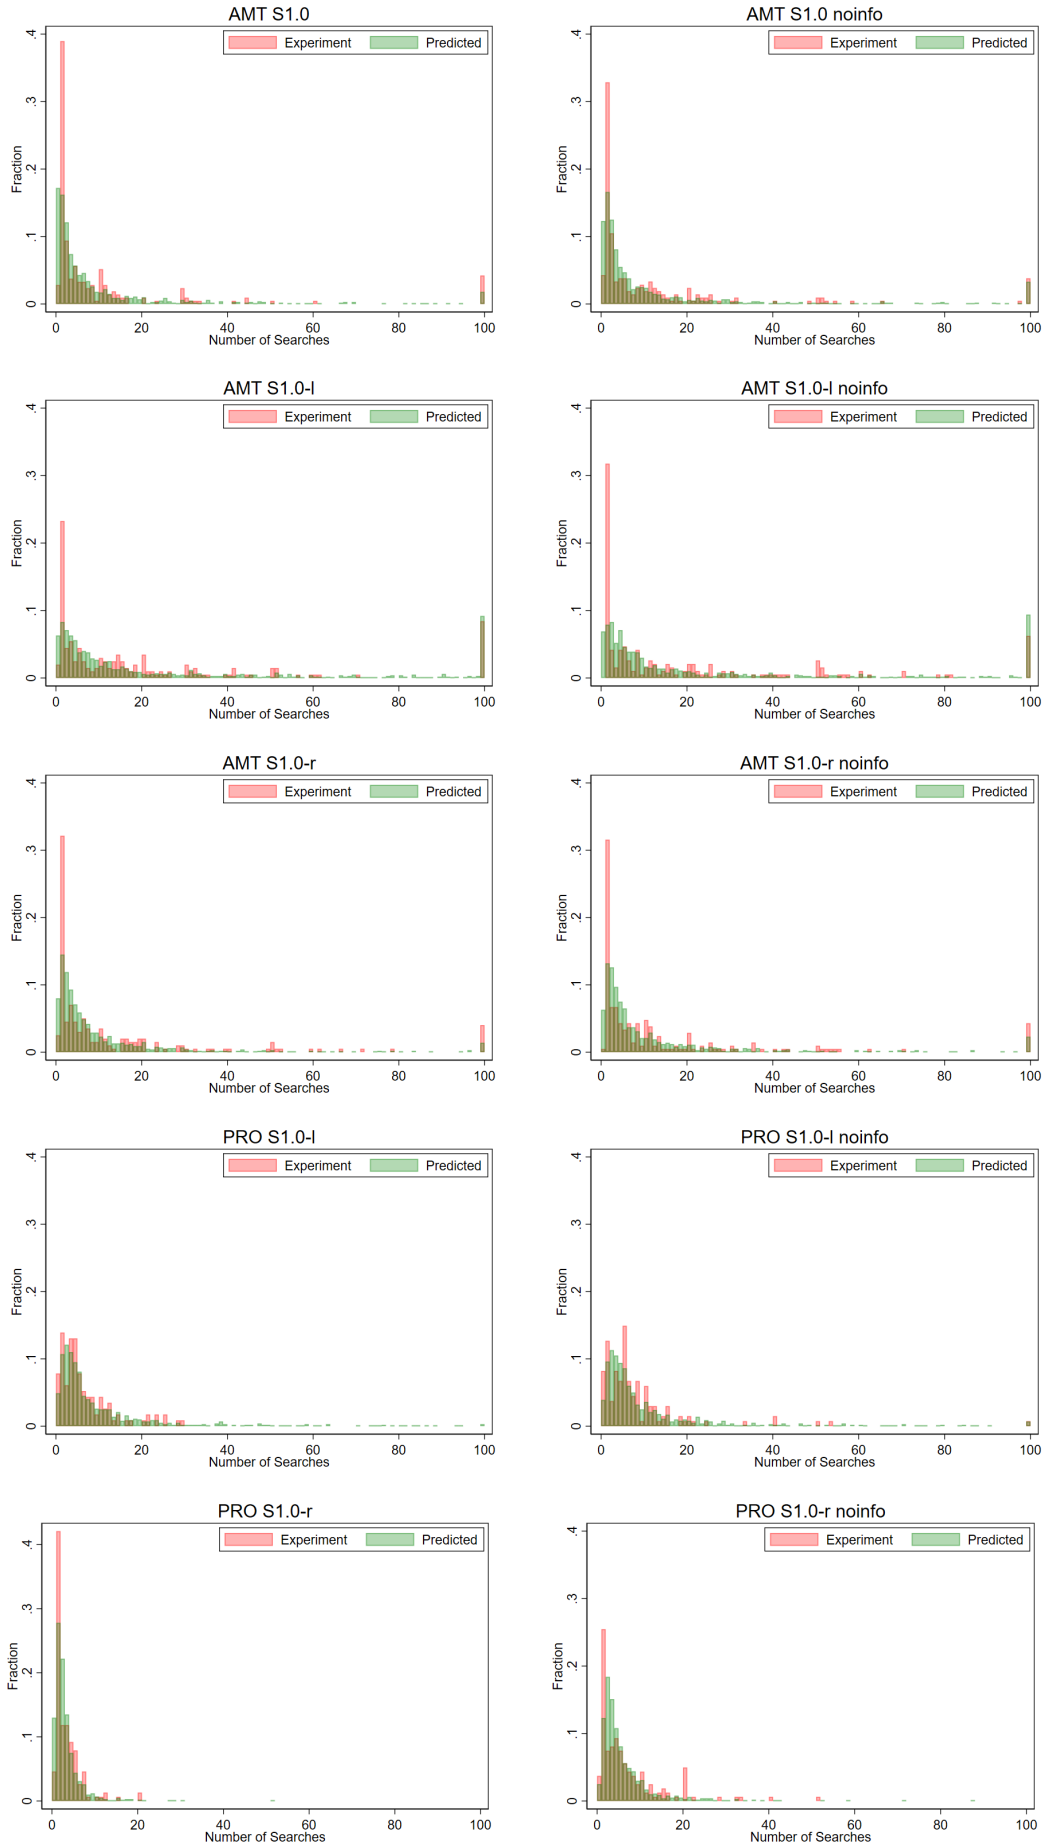 AMT S1.0
Experiment Predicted
Fraction
.4
.3
.2
.1
0
0 20 40 60 80 100
Number of Searches
AMT S1.0 noinfo
Experiment Predicted
Fraction
.4
.3
.2
.1
0
0 20 40 60 80 100
Number of Searches
AMT S1.0-l
Experiment Predicted
Fraction
.4
.3
.2
.1
0
0 20 40 60 80 100
Number of Searches
AMT S1.0-l noinfo
Experiment Predicted
Fraction
.4
.3
.2
.1
0
0 20 40 60 80 100
Number of Searches
AMT S1.0-r
Experiment Predicted
Fraction
.4
.3
.2
.1
0
0 20 40 60 80 100
Number of Searches
AMT S1.0-r noinfo
Experiment Predicted
Fraction
.4
.3
.2
.1
0
0 20 40 60 80 100
Number of Searches
PRO S1.0-l
Experiment Predicted
Fraction
.4
.3
.2
.1
0
0 20 40 60 80 100
Number of Searches
PRO S1.0-l noinfo
Experiment Predicted
Fraction
.4
.3
.2
.1
0
0 20 40 60 80 100
Number of Searches
PRO S1.0-r
Experiment Predicted
Fraction
.4
.3
.2
.1
0
0 20 40 60 80 100
Number of Searches
PRO S1.0-r noinfo
Experiment Predicted
Fraction
.4
.3
.2
.1
0
0 20 40 60 80 100
Number of Searches